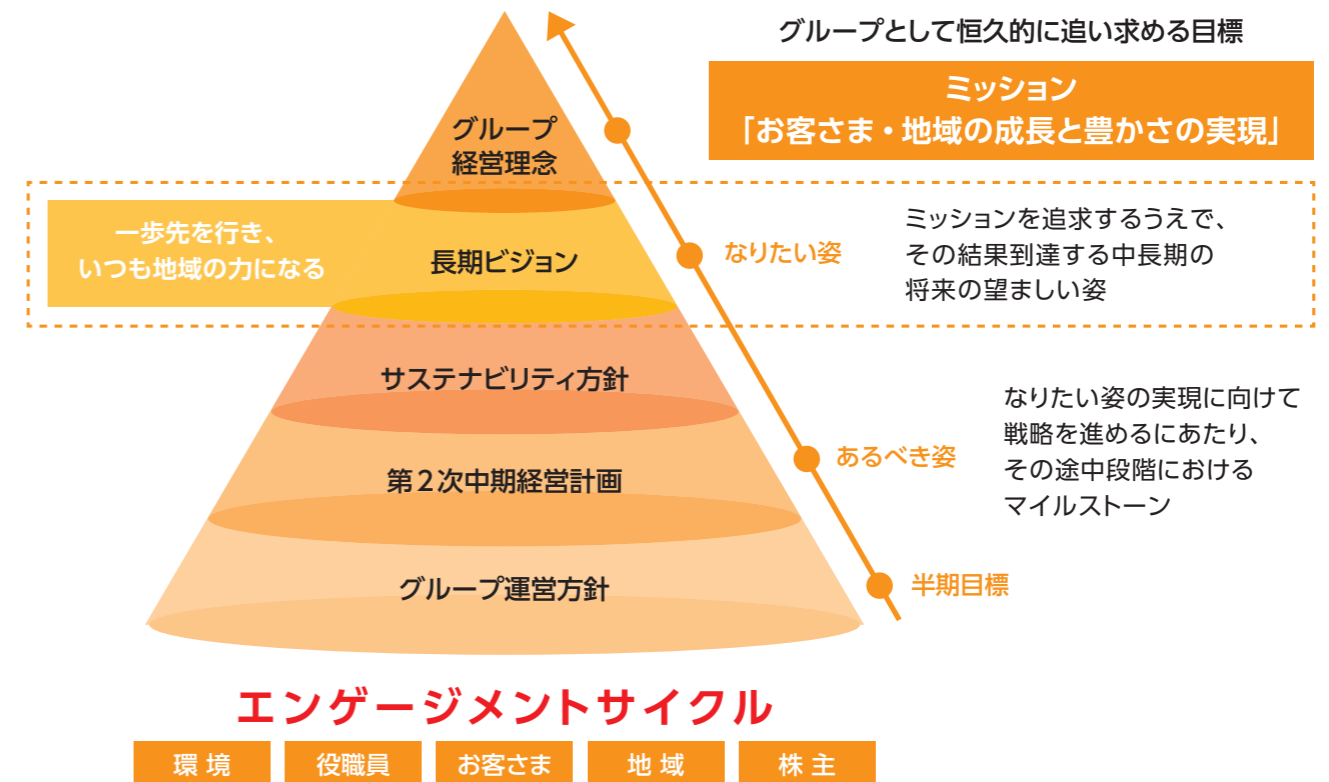 グループとして恒久的に追い求める目標
ミッション
「お客さま・地域の成長と豊かさの実現」
グループ
経営理念
一歩先を行き、
いつも地域の力になる
長期ビジョン
なりたい姿
ミッションを追求するうえで、
その結果到達する中長期の
将来の望ましい姿
サステナビリティ方針
第2次中期経営計画
あるべき姿
なりたい姿の実現に向けて
戦略を進めるにあたり、
その途中段階における
マイルストーン
グループ運営方針
半期目標
エンゲージメントサイクル
環 境
役職員
お客さま
地 域
株 主